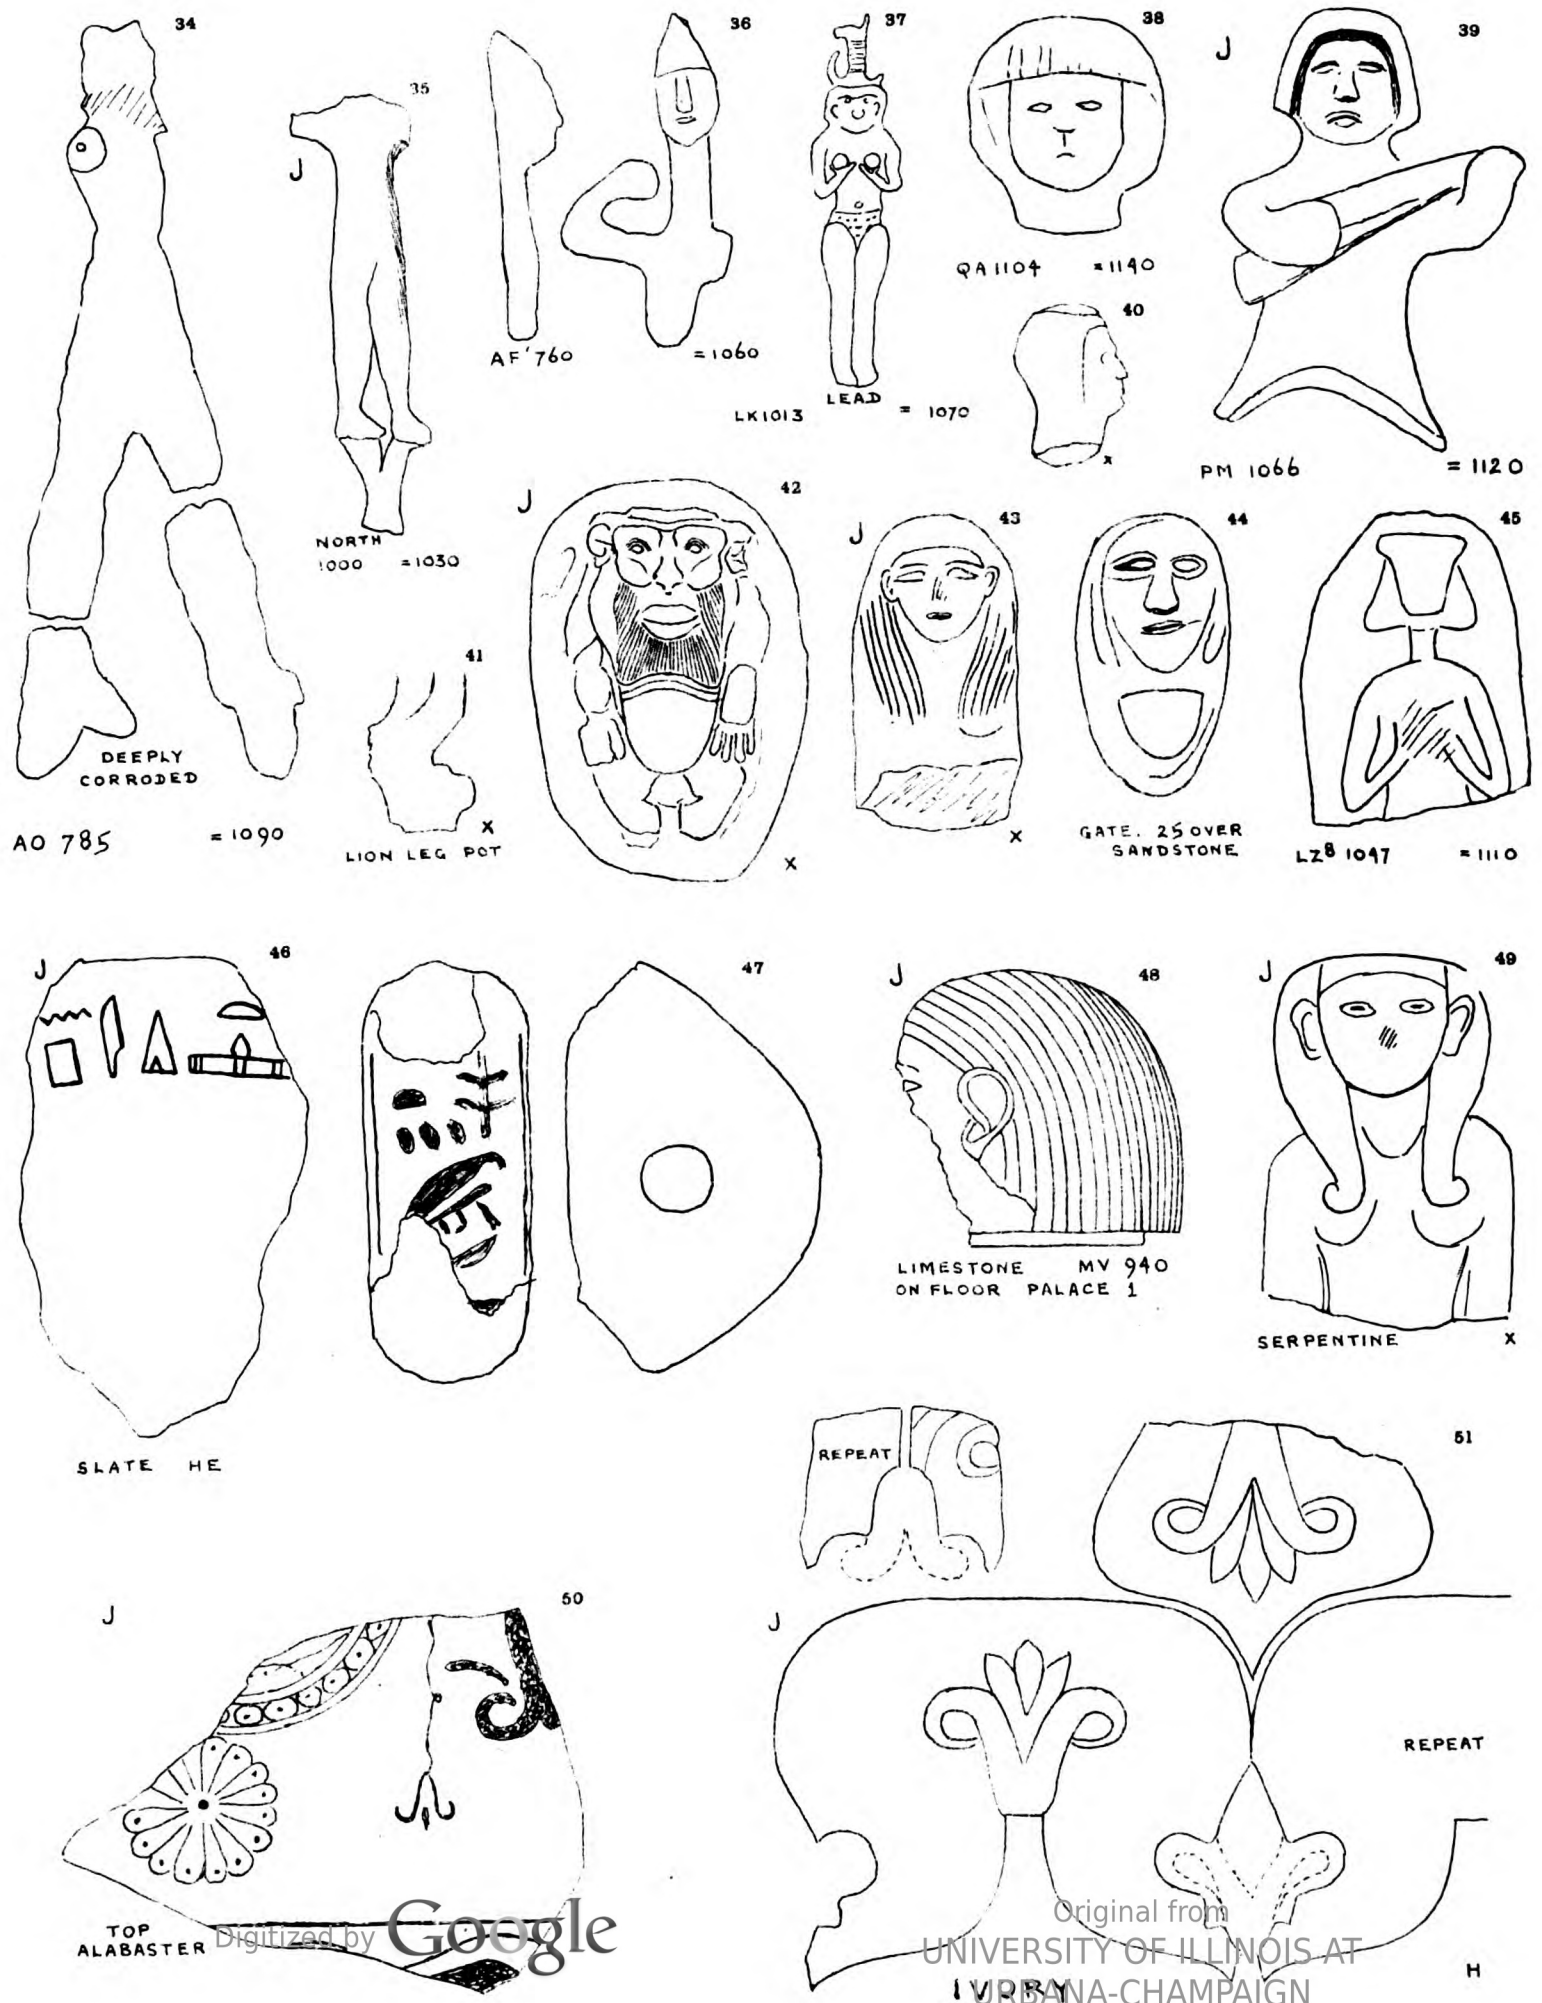 34
35
36
37
38
39
J
J
QA 1104 = 1140
40
AF '760 = 1060
LEAD
LK 1013 = 1070
x
PM 1066 = 1120
J
42
J
43
44
45
NORTH
1000 = 1030
41
DEEPLY
CORRODED
AO 785 = 1090
x
LION LEG POT
x
x
GATE. 25 OVER
SANDSTONE
LZ8 1047 = 1110
J
46
47
J
48
J
49
LIMESTONE MV 940
ON FLOOR PALACE 1
SERPENTINE x
SLATE HE
REPEAT
51
J
50
J
REPEAT
TOP
ALABASTER
Digitized by Google
Original from
UNIVERSITY OF ILLINOIS AT
URBANA-CHAMPAIGN
IVORY
H